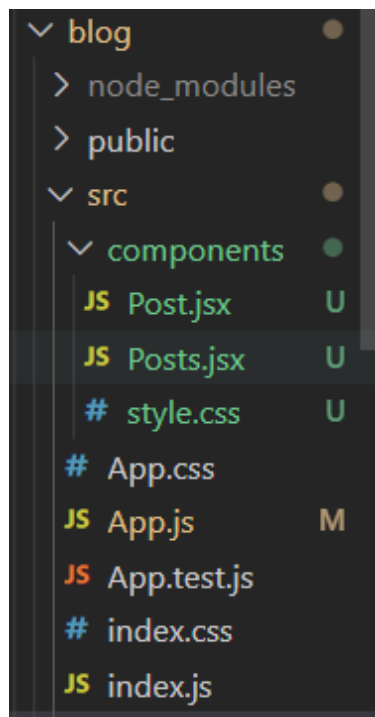 blog
node_modules
public
src
components
JS Post.jsx U
JS Posts.jsx U
# style.css U
# App.css
JS App.js M
JS App.test.js
# index.css
JS index.js